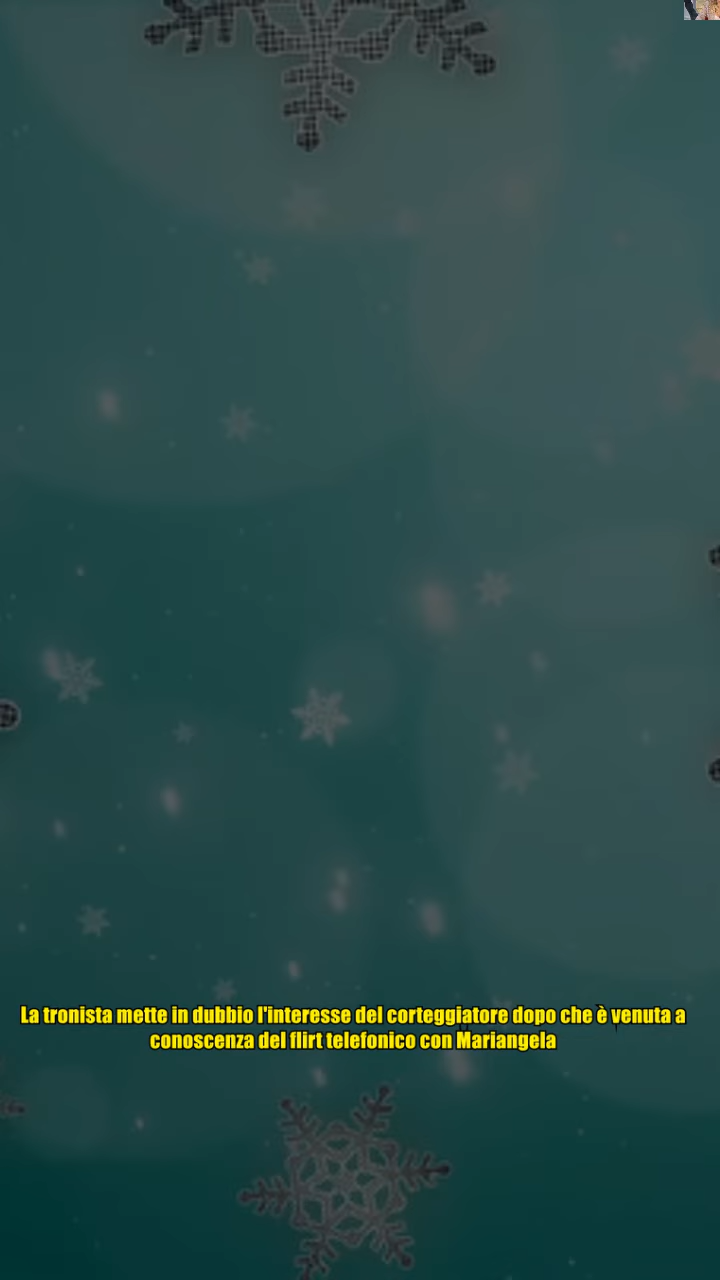 La tronista mette in dubbio l'interesse del corteggiatore dopo che è venuta a
conoscenza del flirt telefonico con Mariangela